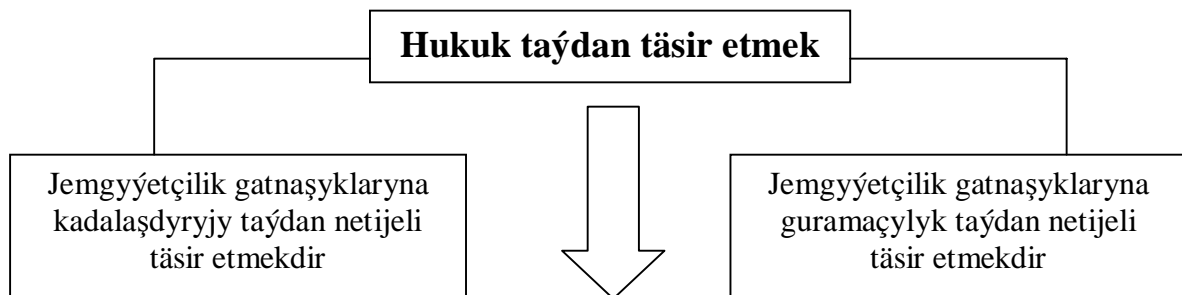 Hukuk taýdan täsir etmek
Jemgyýetçilik gatnaşyklaryna
kadalaşdyryjy taýdan netijeli
täsir etmekdir
Jemgyýetçilik gatnaşyklaryna
guramaçylyk taýdan netijeli
täsir etmekdir